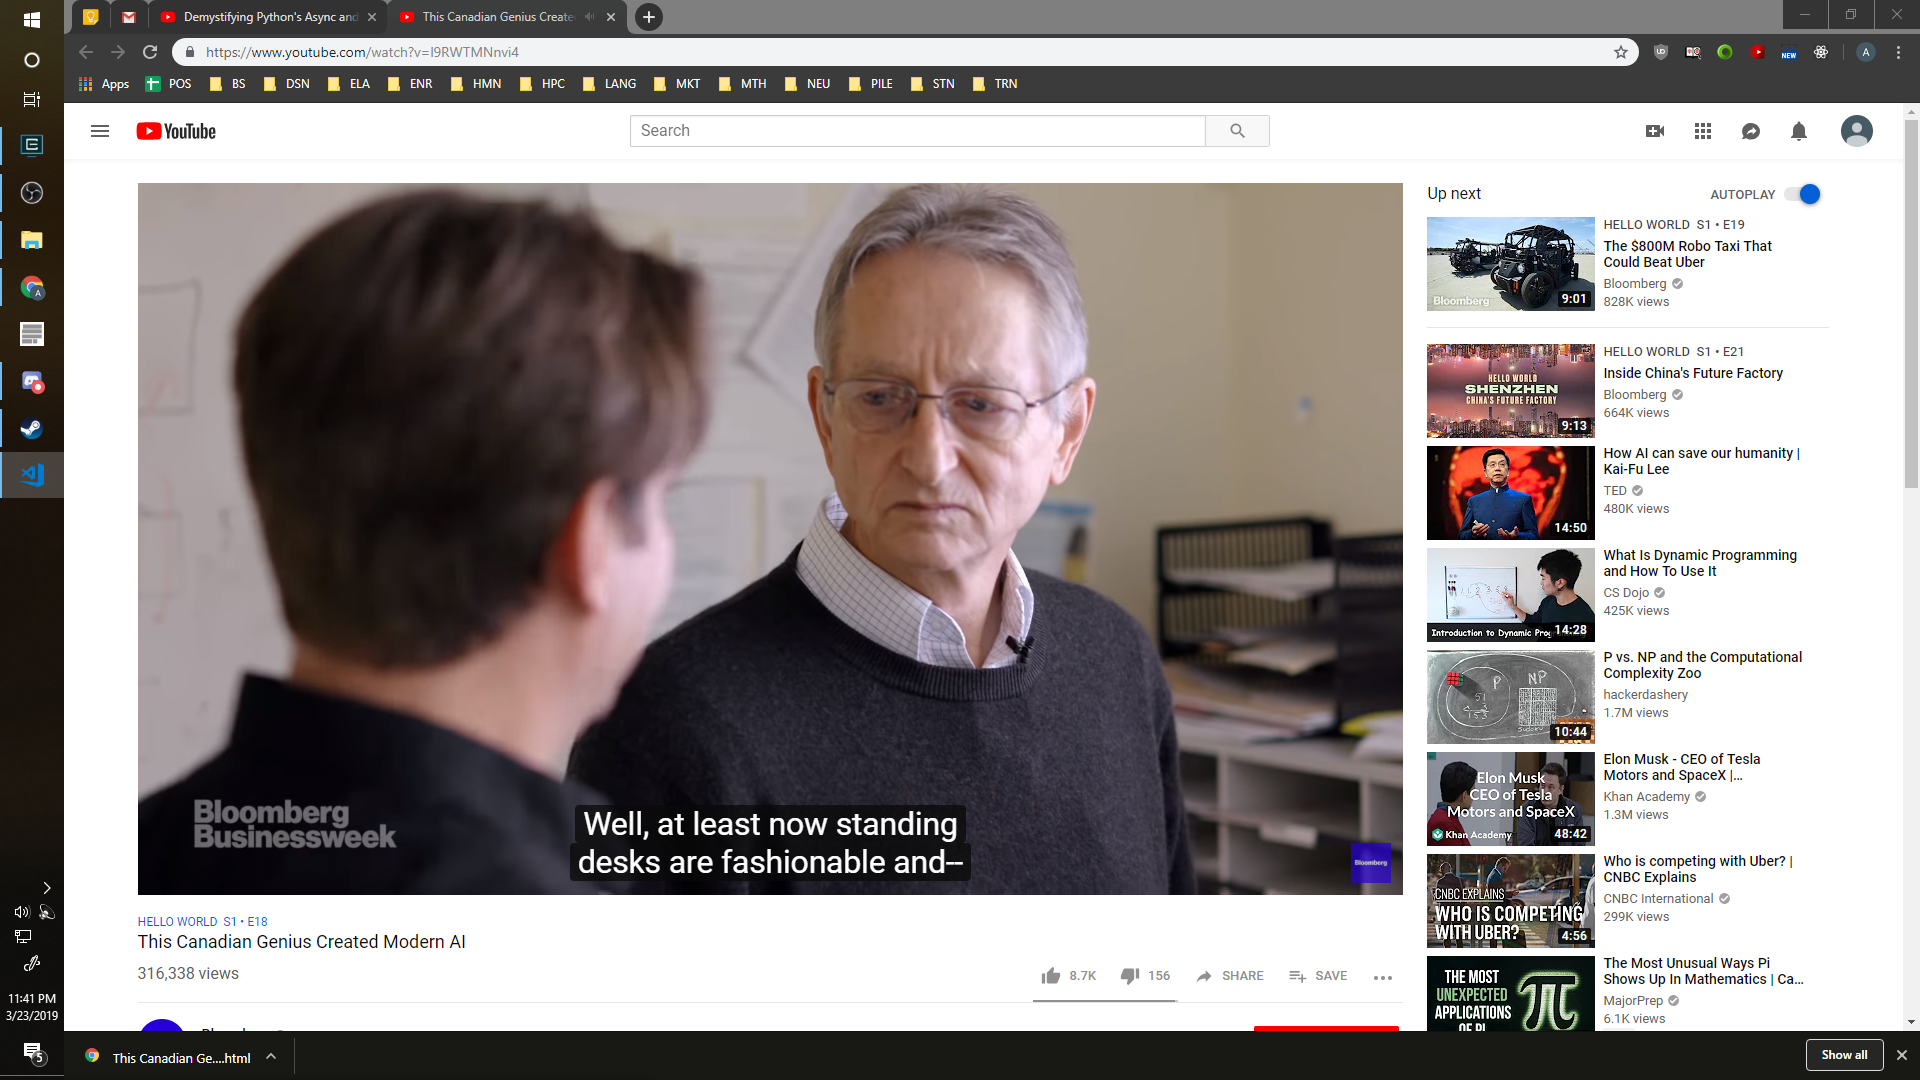 Demystifying Python's Async and
This Canadian Genius Create
https://www.youtube.com/watch?v=I9RWTMNnvi4
Apps
POS
BS
DSN
ELA
ENR
HMN
HPC
LANG
MKT
MTH
NEU
PILE
STN
TRN
NEW
A
YouTube
Search
Bloomberg
Businessweek
Well, at least now standing
desks are fashionable and--
Bloomberg
HELLO WORLD S1 • E18
This Canadian Genius Created Modern AI
316,338 views
8.7K
156
SHARE
SAVE
Up next
AUTOPLAY
Bloomberg
9:01
HELLO WORLD S1 • E19
The $800M Robo Taxi That
Could Beat Uber
Bloomberg
828K views
HELLO WORLD
SHENZHEN
CHINA'S FUTURE FACTORY
9:13
HELLO WORLD S1 • E21
Inside China's Future Factory
Bloomberg
664K views
14:50
How AI can save our humanity |
Kai-Fu Lee
TED
480K views
Introduction to Dynamic Prog
14:28
What Is Dynamic Programming
and How To Use It
CS Dojo
425K views
P
NP
51
153
Sudoku
10:44
P vs. NP and the Computational
Complexity Zoo
hackerdashery
1.7M views
Elon Musk
CEO of Tesla
Motors and SpaceX
Khan Academy
48:42
Elon Musk - CEO of Tesla
Motors and SpaceX |...
Khan Academy
1.3M views
CNBC EXPLAINS
WHO IS COMPETING
WITH UBER?
4:56
Who is competing with Uber? |
CNBC Explains
CNBC International
299K views
THE MOST
UNEXPECTED
APPLICATIONS
OF PI
π
The Most Unusual Ways Pi
Shows Up In Mathematics | Ca...
MajorPrep
6.1K views
11:41 PM
3/23/2019
5
This Canadian Ge....html
Show all